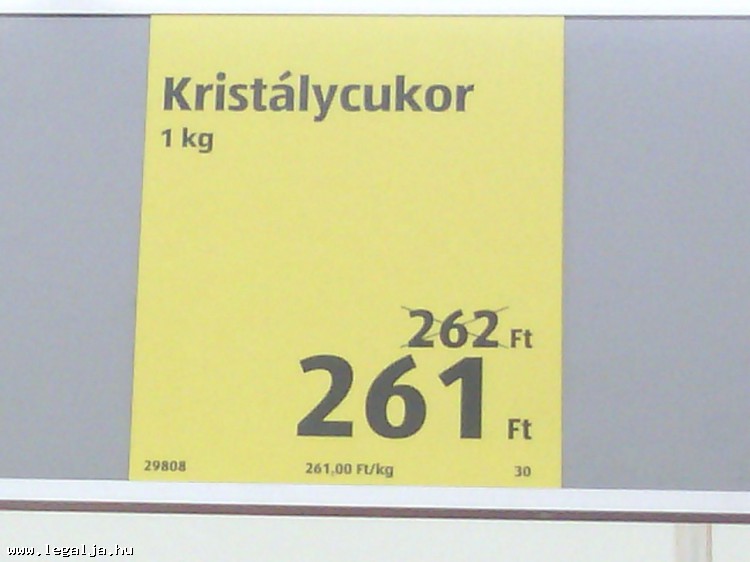 Kristálycukor
1 kg
262 Ft
261 Ft
29808 261,00 Ft/kg 30
www.legalja.hu